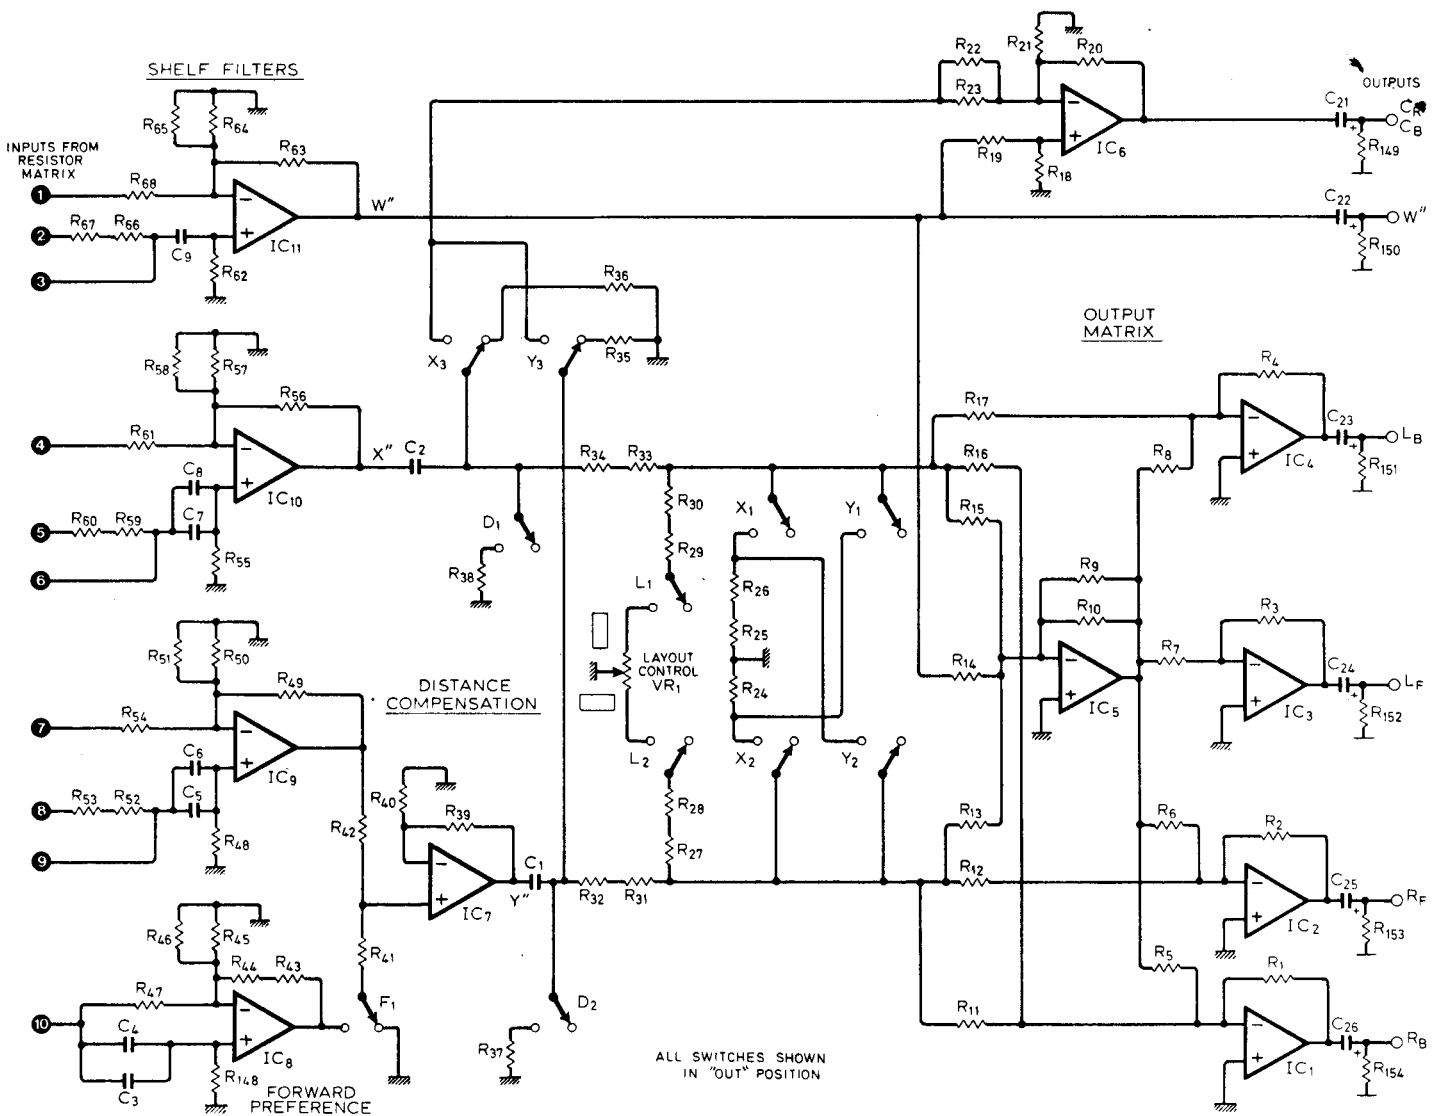 SHELF FILTERS
INPUTS FROM
RESISTOR
MATRIX
R65
R64
R63
1
R68
W"
2
R67
R66
C9
IC11
R62
3
R22
R23
R21
R20
R19
R18
IC6
OUTPUTS
C21
CB
R149
C22
W"
R150
R36
R35
X3
Y3
R58
R57
R56
4
R61
X"
C2
C8
C7
IC10
5
R60
R59
R55
6
D1
R38
R34
R33
R30
R29
L1
X1
Y1
R26
R25
R24
LAYOUT
CONTROL
VR1
L2
X2
Y2
R28
R27
OUTPUT
MATRIX
R17
R16
R15
R14
R13
R12
R11
R9
R10
IC5
R8
R7
R6
R5
R4
IC4
C23
LB
R151
R3
IC3
C24
LF
R152
R2
IC2
C25
RF
R153
R1
IC1
C26
RB
R154
R51
R50
R49
7
R54
C6
C5
IC9
8
R53
R52
R48
9
DISTANCE
COMPENSATION
R40
R39
R42
IC7
C1
Y"
R32
R31
R41
F1
D2
R37
R46
R45
R44
R43
R47
10
C4
C3
IC8
R148
FORWARD
PREFERENCE
ALL SWITCHES SHOWN
IN "OUT" POSITION